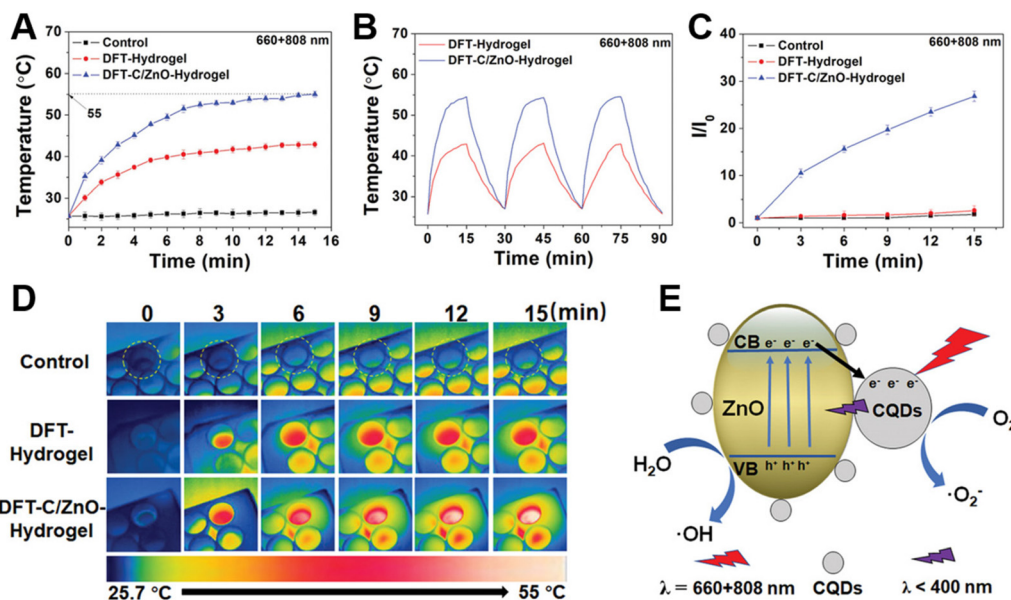 A
Temperature (°C)
70
60
50
40
30
Control
DFT-Hydrogel
DFT-C/ZnO-Hydrogel
660+808 nm
55
0 2 4 6 8 10 12 14 16
Time (min)
B
Temperature (°C)
70
60
50
40
30
DFT-Hydrogel
DFT-C/ZnO-Hydrogel
660+808 nm
0 15 30 45 60 75 90
Time (min)
C
I/I0
40
30
20
10
0
Control
DFT-Hydrogel
DFT-C/ZnO-Hydrogel
660+808 nm
0 3 6 9 12 15
Time (min)
D
0 3 6 9 12 15(min)
Control
DFT-
Hydrogel
DFT-C/ZnO-
Hydrogel
25.7 °C 55 °C
E
CB e- e- e-
e- e- e-
CQDs
ZnO
O2
H2O
VB h+ h+ h+
·O2-
·OH
λ = 660+808 nm CQDs λ < 400 nm